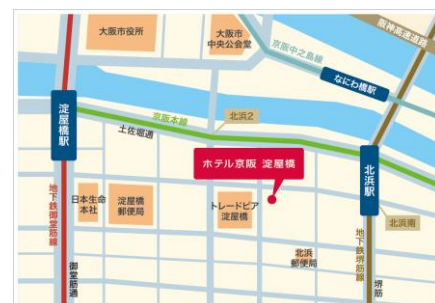 大阪市役所
大阪市
中央公会堂
阪神高速道路
京阪中之島線
なにわ橋駅
淀屋橋駅
京阪本線
北浜2
土佐堀通
ホテル京阪 淀屋橋
北浜駅
日本生命
本社
淀屋橋
郵便局
トレードピア
淀屋橋
北浜南
北浜
郵便局
地下鉄御堂筋線
御堂筋通
地下鉄堺筋線
堺筋